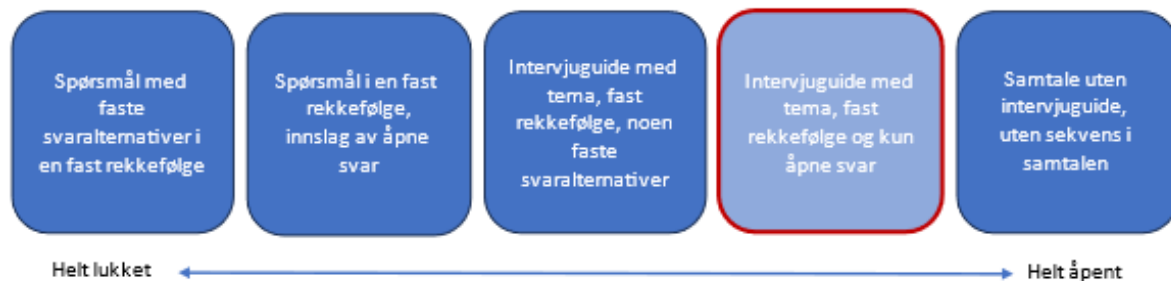 Spørsmål med
faste
svaralternativer i
en fast rekkefølge
Spørsmål i en fast
rekkefølge,
innslag av åpne
svar
Intervjuguide med
tema, fast
rekkefølge, noen
faste
svaralternativer
Intervjuguide med
tema, fast
rekkefølge og kun
åpne svar
Samtale uten
intervjuguide,
uten sekvens i
samtalen
Helt lukket
Helt åpent